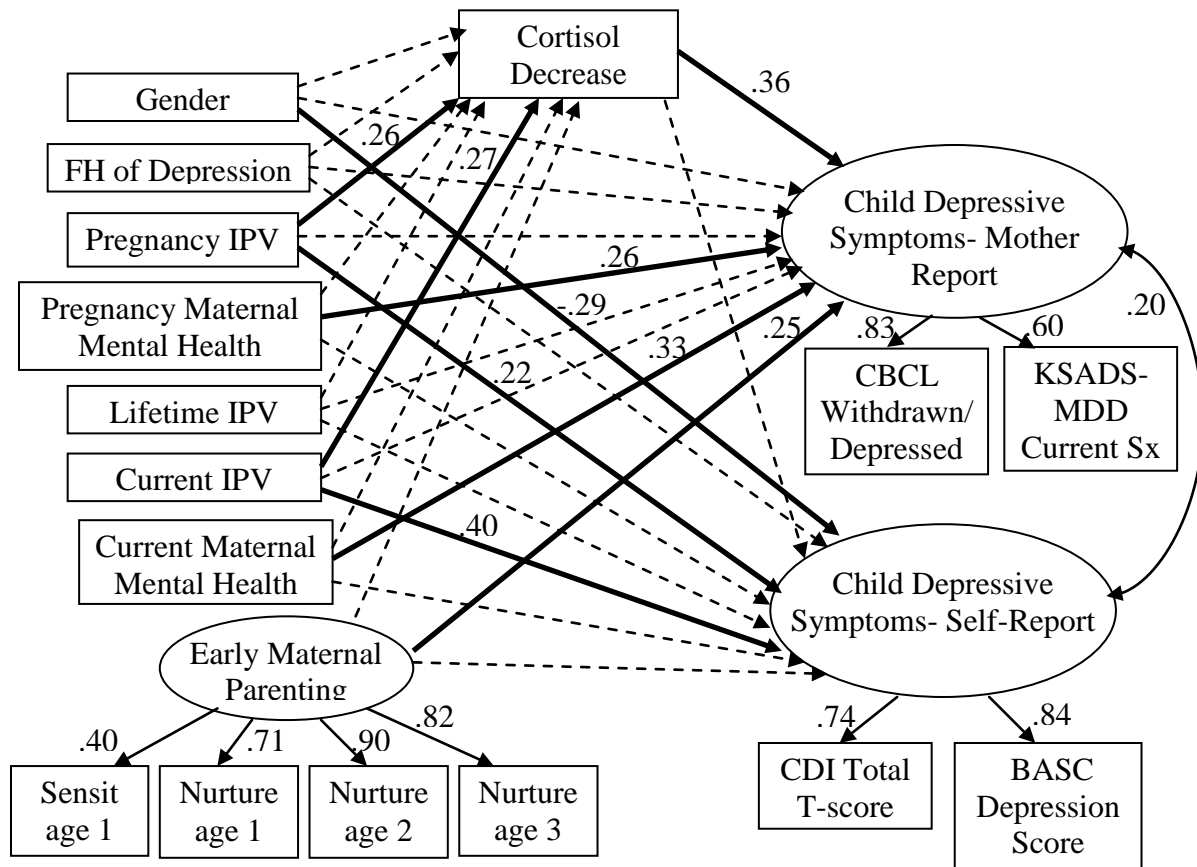 Cortisol
Decrease
.36
Gender
.26
.27
FH of Depression
Child Depressive
Symptoms- Mother
Report
Pregnancy IPV
.26
-.29
.20
Pregnancy Maternal
Mental Health
.25
.83
.60
.33
.22
CBCL
Withdrawn/
Depressed
KSADS-
MDD
Current Sx
Lifetime IPV
Current IPV
.40
Current Maternal
Mental Health
Child Depressive
Symptoms- Self-Report
Early Maternal
Parenting
.40
.71
.90
.82
.74
.84
Sensit
age 1
Nurture
age 1
Nurture
age 2
Nurture
age 3
CDI Total
T-score
BASC
Depression
Score